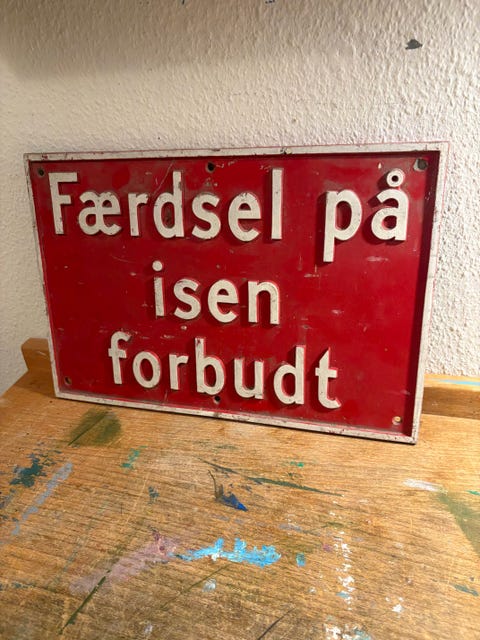 Færdsel på
isen
forbudt